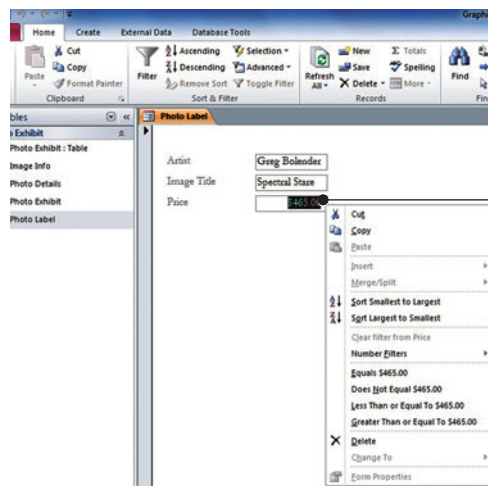 Graphi
Home Create External Data Database Tools
Paste
Cut
Copy
Format Painter
Clipboard
Filter
Ascending
Descending
Remove Sort
Selection
Advanced
Toggle Filter
Sort & Filter
Refresh All
New
Save
Delete
Totals
Spelling
More
Records
Find
bles
Exhibit
Photo Exhibit : Table
Image Info
Photo Details
Photo Exhibit
Photo Label
Photo Label
Artist Greg Bolender
Image Title Spectral Stare
Price $465.00
Cut
Copy
Paste
Insert
Merge/Split
Sort Smallest to Largest
Sort Largest to Smallest
Clear filter from Price
Number Filters
Equals $465.00
Does Not Equal $465.00
Less Than or Equal To $465.00
Greater Than or Equal To $465.00
Delete
Change To
Form Properties